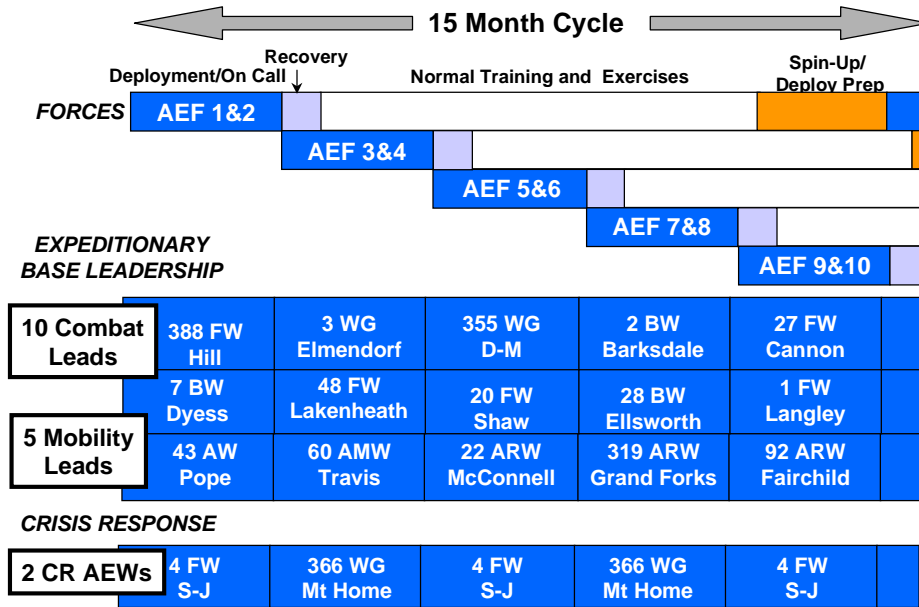 15 Month Cycle
Recovery
Deployment/On Call
Normal Training and Exercises
Spin-Up/
Deploy Prep
FORCES
AEF 1&2
AEF 3&4
AEF 5&6
AEF 7&8
AEF 9&10
EXPEDITIONARY
BASE LEADERSHIP
10 Combat
Leads
388 FW
Hill
3 WG
Elmendorf
355 WG
D-M
2 BW
Barksdale
27 FW
Cannon
7 BW
Dyess
48 FW
Lakenheath
20 FW
Shaw
28 BW
Ellsworth
1 FW
Langley
5 Mobility
Leads
43 AW
Pope
60 AMW
Travis
22 ARW
McConnell
319 ARW
Grand Forks
92 ARW
Fairchild
CRISIS RESPONSE
2 CR AEWs
4 FW
S-J
366 WG
Mt Home
4 FW
S-J
366 WG
Mt Home
4 FW
S-J